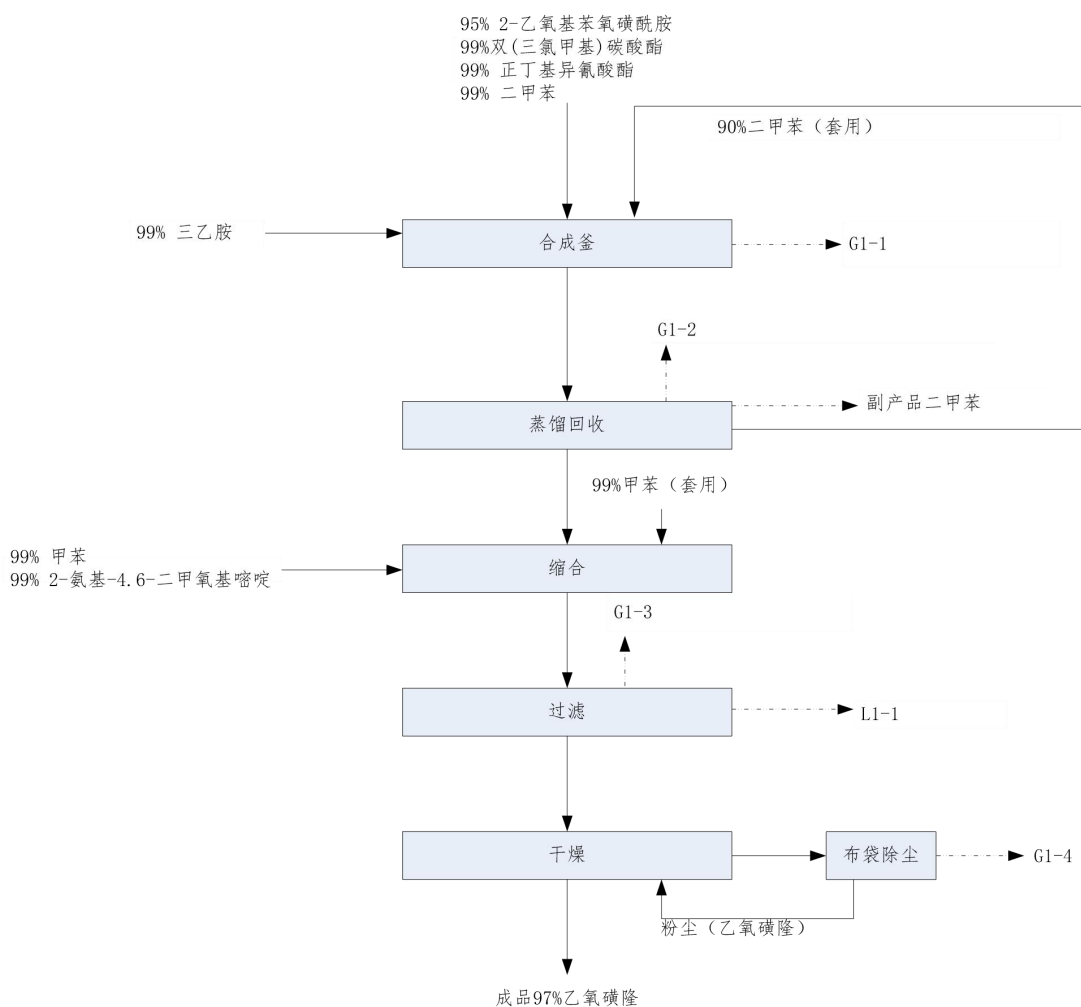 95% 2-乙氧基苯氧磺酰胺
99%双(三氯甲基)碳酸酯
99% 正丁基异氰酸酯
99% 二甲苯
90%二甲苯（套用）
99% 三乙胺
合成釜
G1-1
G1-2
蒸馏回收
副产品二甲苯
99%甲苯（套用）
99% 甲苯
99% 2-氨基-4.6-二甲氧基嘧啶
缩合
G1-3
过滤
L1-1
干燥
布袋除尘
G1-4
粉尘（乙氧磺隆）
成品97%乙氧磺隆